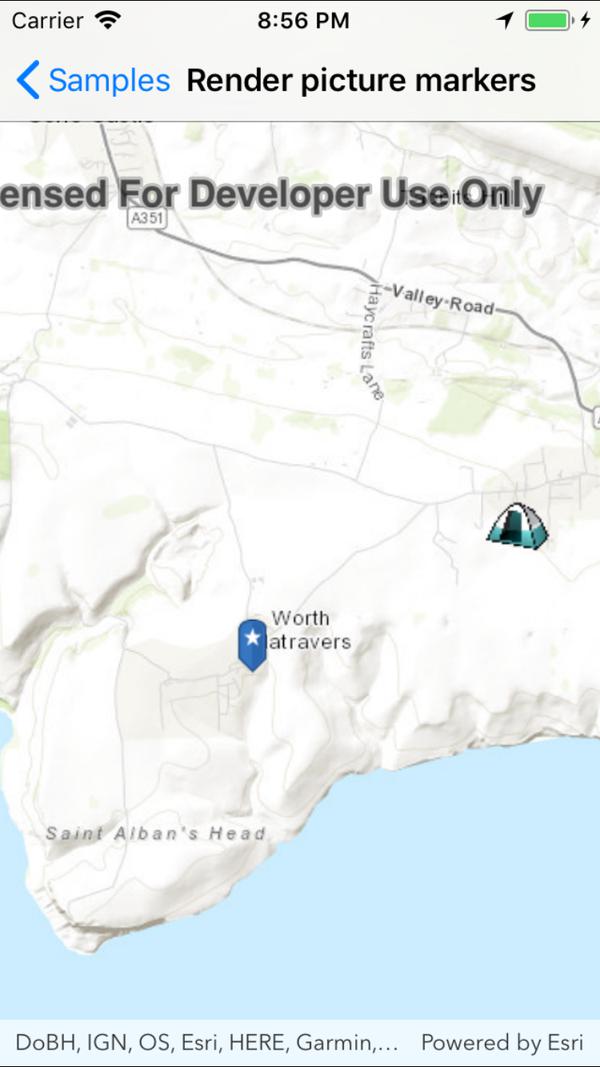 Carrier 8:56 PM
Samples Render picture markers
ensed For Developer Use Only
A351
Valley Road
Haycrafts Lane
Worth
atravers
Saint Alban's Head
DoBH, IGN, OS, Esri, HERE, Garmin,... Powered by Esri